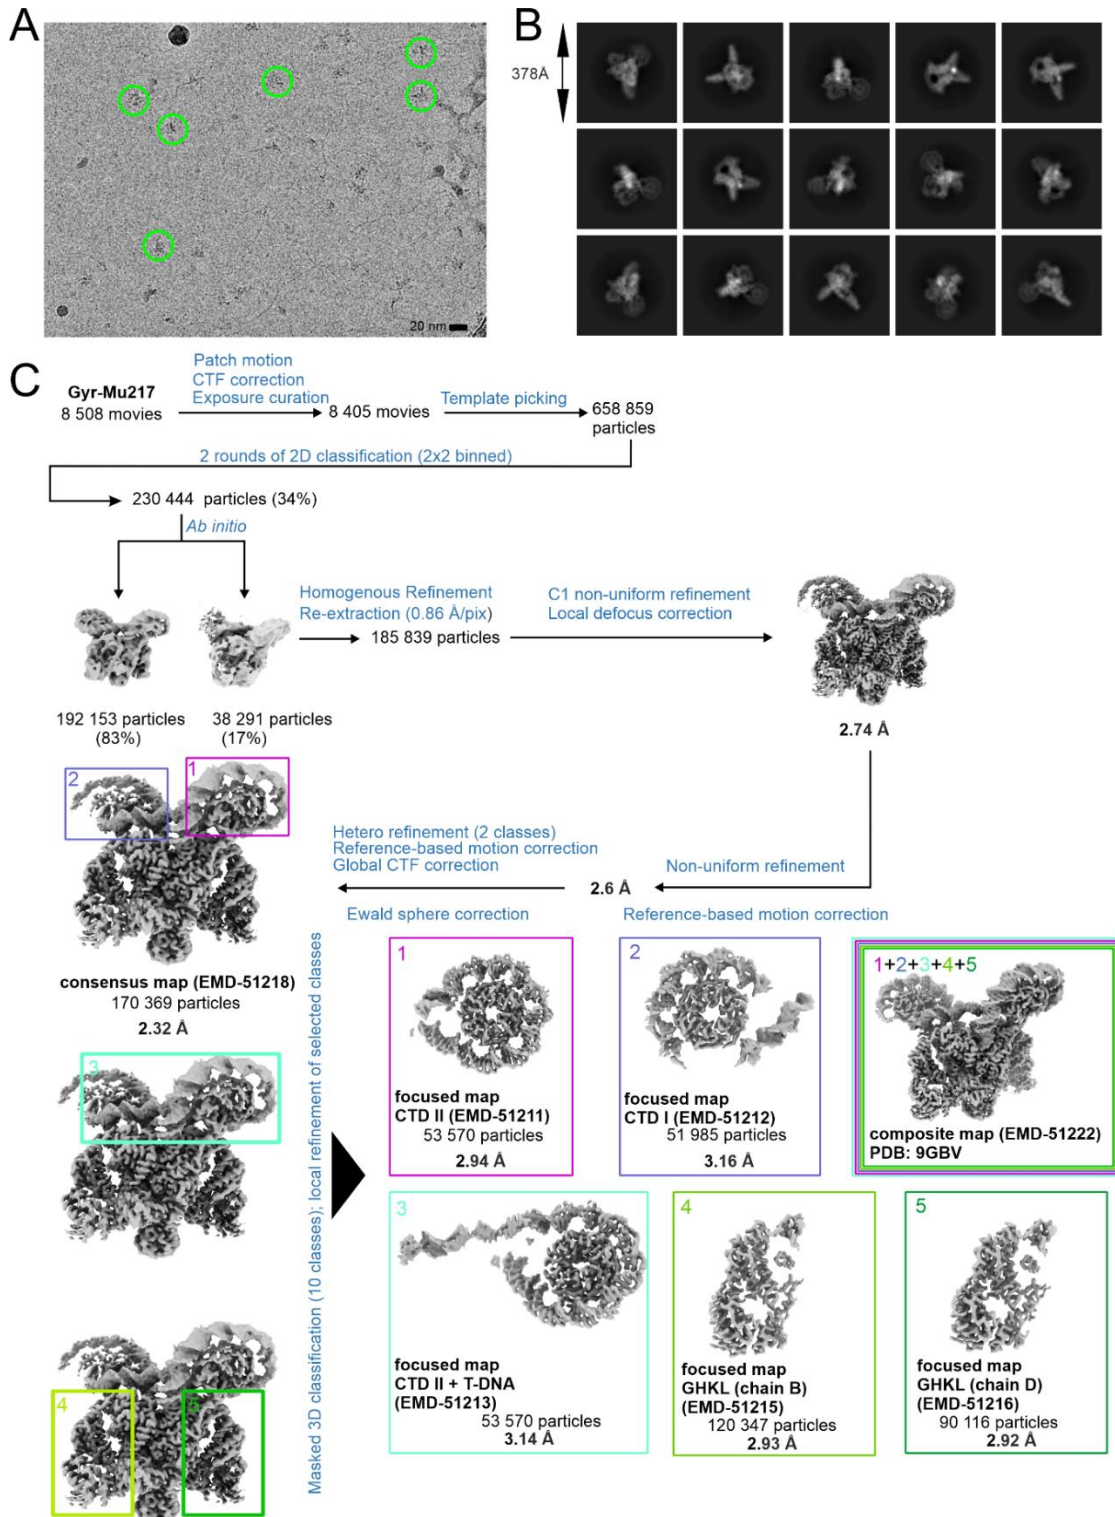 A
20 nm
B
378Å
C
Gyr-Mu217
8 508 movies
Patch motion
CTF correction
Exposure curation
8 405 movies
Template picking
658 859
particles
2 rounds of 2D classification (2x2 binned)
230 444 particles (34%)
Ab initio
Homogenous Refinement
Re-extraction (0.86 Å/pix)
185 839 particles
C1 non-uniform refinement
Local defocus correction
2.74 Å
192 153 particles
(83%)
38 291 particles
(17%)
2
1
Hetero refinement (2 classes)
Reference-based motion correction
Global CTF correction
Ewald sphere correction
2.6 Å
Non-uniform refinement
Reference-based motion correction
consensus map (EMD-51218)
170 369 particles
2.32 Å
3
4
5
Masked 3D classification (10 classes); local refinement of selected classes
1
focused map
CTD II (EMD-51211)
53 570 particles
2.94 Å
2
focused map
CTD I (EMD-51212)
51 985 particles
3.16 Å
1+2+3+4+5
composite map (EMD-51222)
PDB: 9GBV
3
focused map
CTD II + T-DNA
(EMD-51213)
53 570 particles
3.14 Å
4
focused map
GHKL (chain B)
(EMD-51215)
120 347 particles
2.93 Å
5
focused map
GHKL (chain D)
(EMD-51216)
90 116 particles
2.92 Å